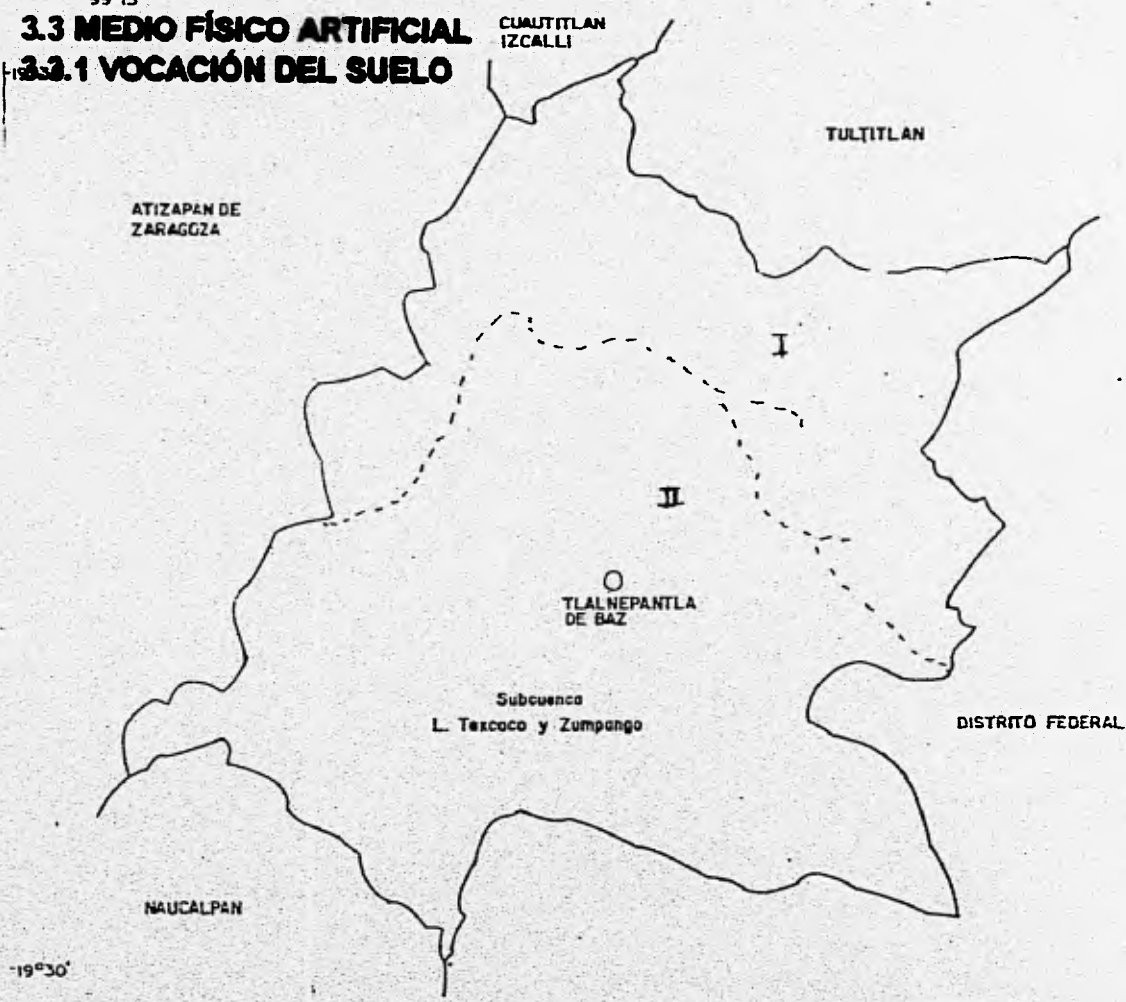 3.3 MEDIO FÍSICO ARTIFICIAL
3.3.1 VOCACIÓN DEL SUELO
CUAUTITLAN
IZCALLI
TULTITLAN
ATIZAPAN DE
ZARAGOZA
I
II
TLALNEPANTLA
DE BAZ
Subcuenca
L. Texcoco y Zumpango
DISTRITO FEDERAL
NAUCALPAN
19°30'